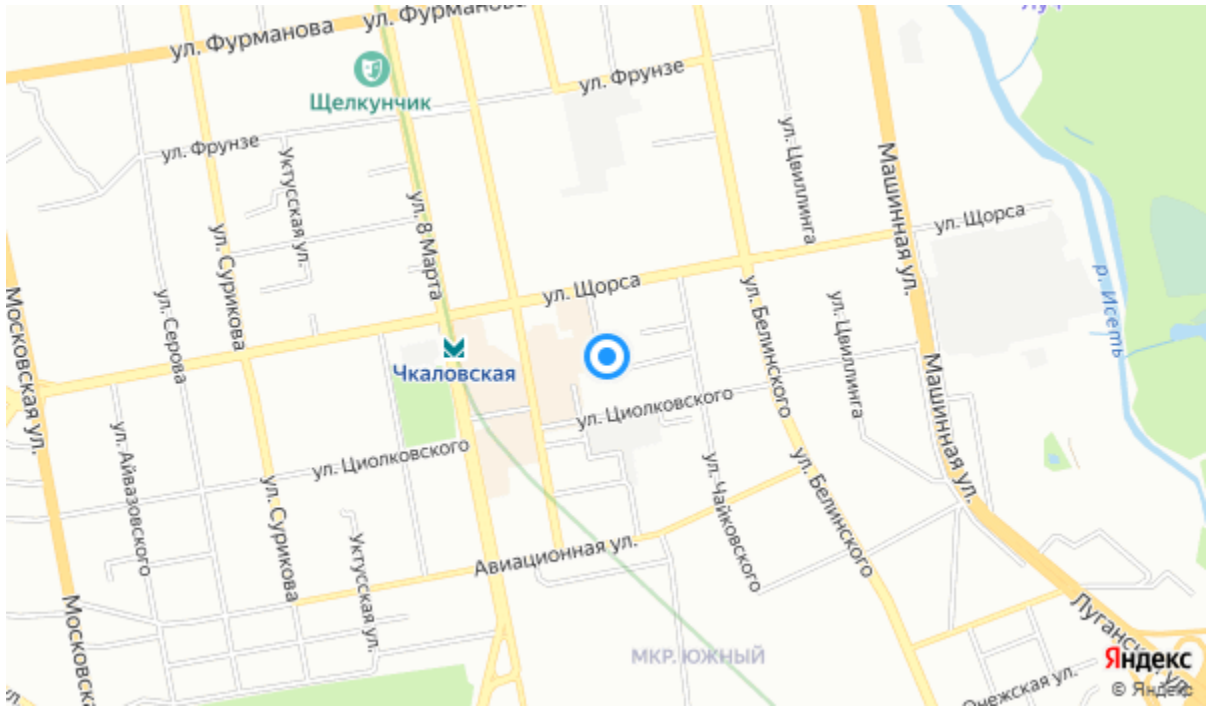 ул. Фурманова
ул. Фурманова
Щелкунчик
ул. Фрунзе
ул. Фрунзе
Уктусская ул.
ул. Цвиллинга
Машинная ул.
ул. 8 Марта
ул. Щорса
ул. Сурикова
р. Исеть
ул. Щорса
ул. Серова
Московская ул.
ул. Белинского
ул. Цвиллинга
Чкаловская
Машинная ул.
ул. Циолковского
ул. Айвазовского
ул. Циолковского
ул. Сурикова
ул. Чайковского
ул. Белинского
Уктусская ул.
Авиационная ул.
Московская
МКР. ЮЖНЫЙ
Луганская ул.
Онежская ул.
Яндекс
© Яндекс